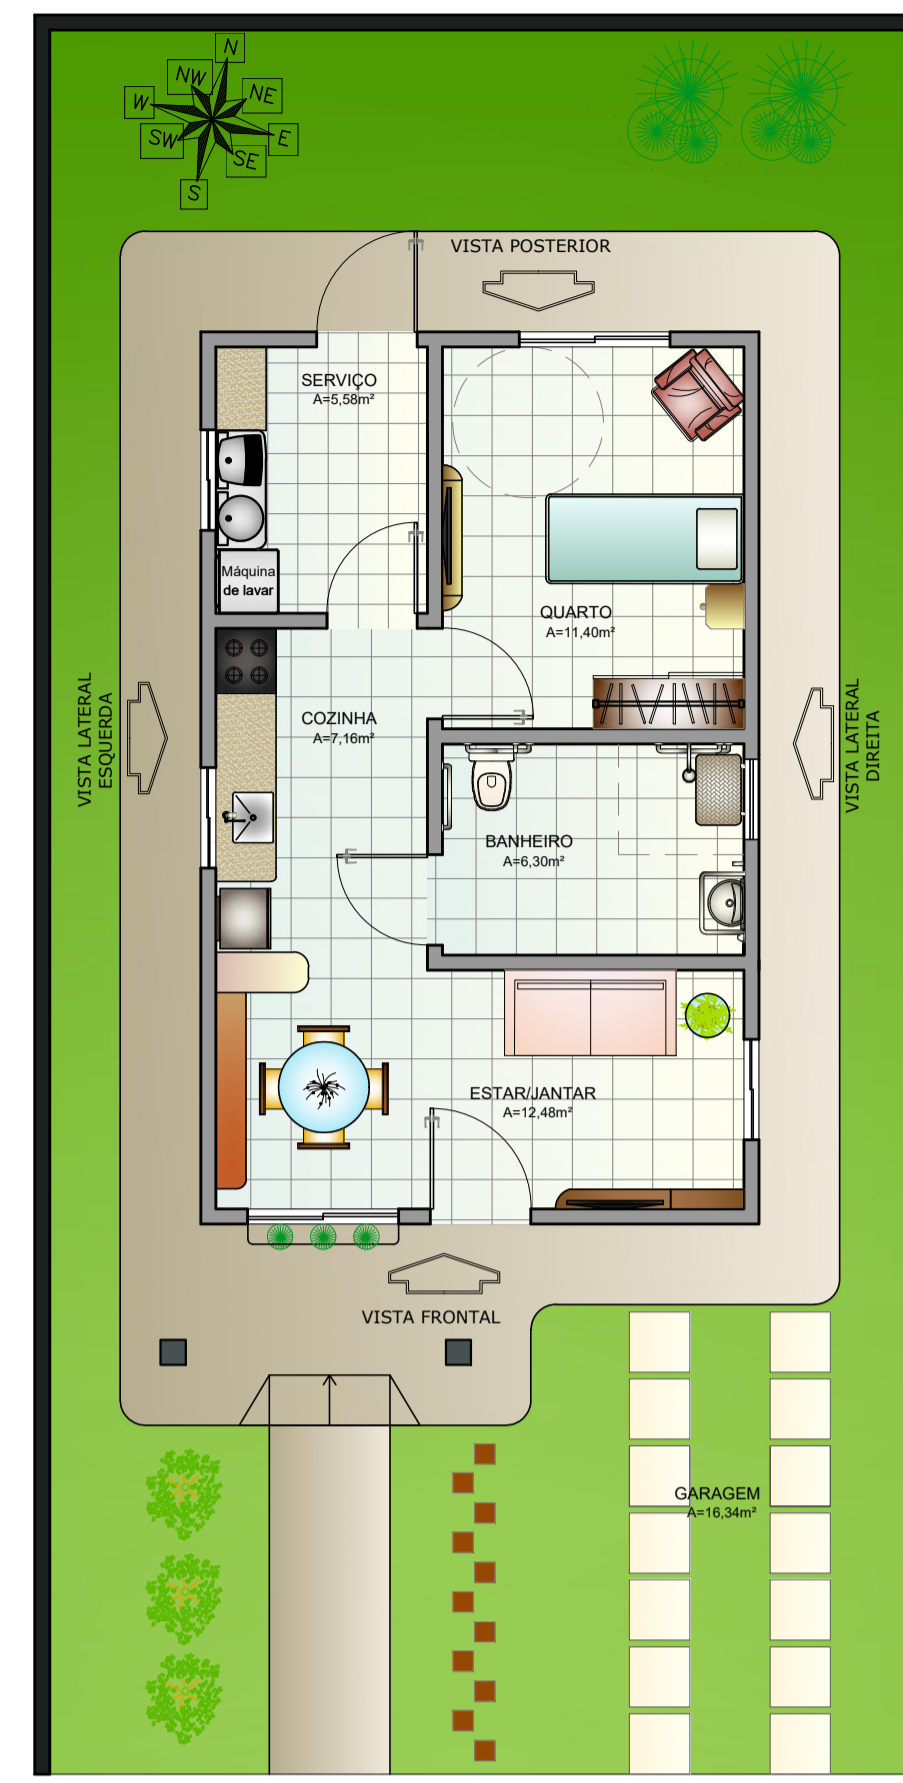 N
NW
NE
W
E
SW
SE
S
VISTA POSTERIOR
SERVIÇO
A=5,58m²
Máquina
de lavar
QUARTO
A=11,40m²
COZINHA
A=7,16m²
VISTA LATERAL
ESQUERDA
VISTA LATERAL
DIREITA
BANHEIRO
A=6,30m²
ESTAR/JANTAR
A=12,48m²
VISTA FRONTAL
GARAGEM
A=16,34m²